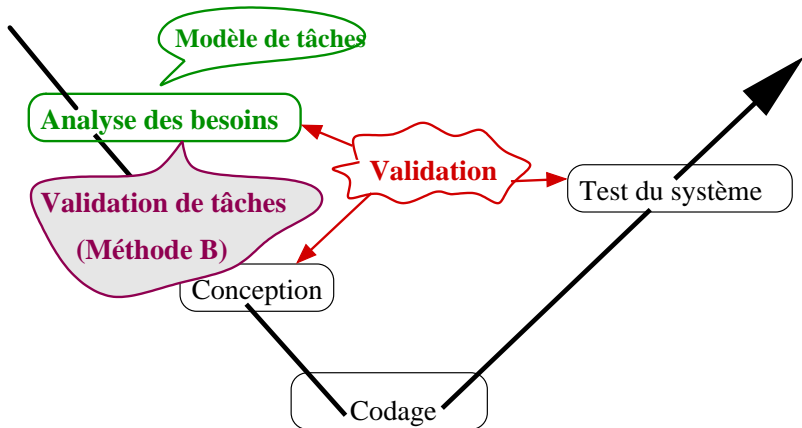 Modèle de tâches
Analyse des besoins
Validation
Test du système
Validation de tâches
(Méthode B)
Conception
Codage